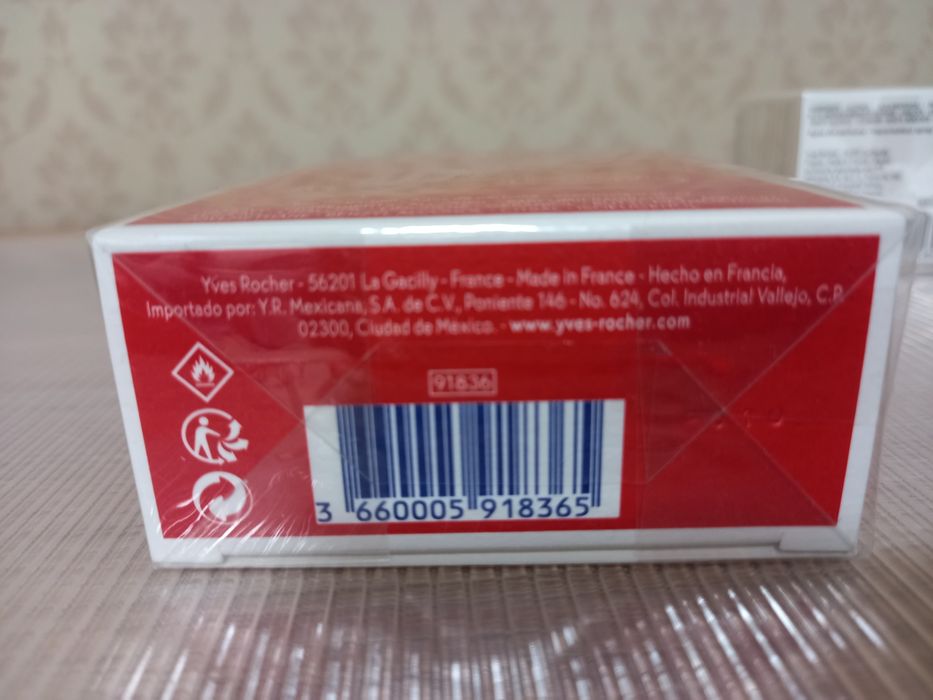 Yves Rocher - 56201 La Gacilly - France - Made in France - Hecho en Francia,
Importado por: Y.R. Mexicana, S.A. de C.V., Poniente 146 - No. 624, Col. Industrial Vallejo, C.P.
02300, Ciudad de México. - www.yves-rocher.com
91836
3 660005 918365